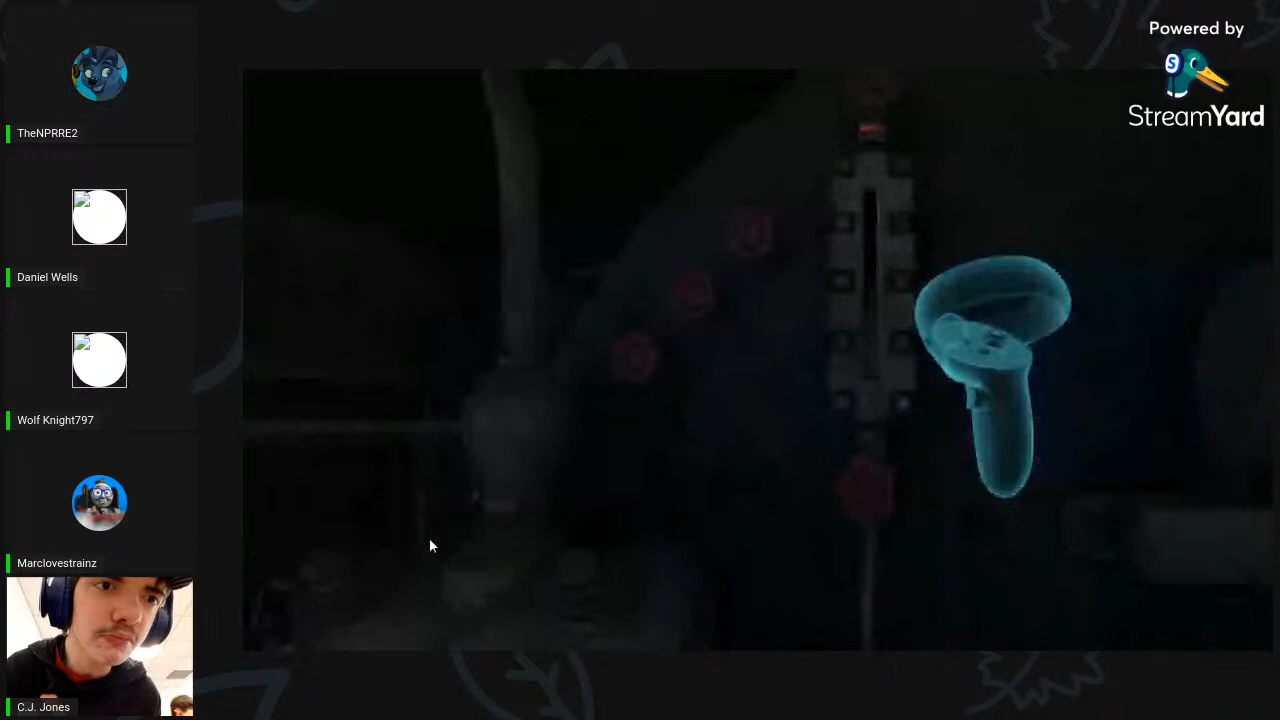 TheNPRRE2
Daniel Wells
Wolf Knight797
Marclovestrainz
C.J. Jones
Powered by
S
StreamYard